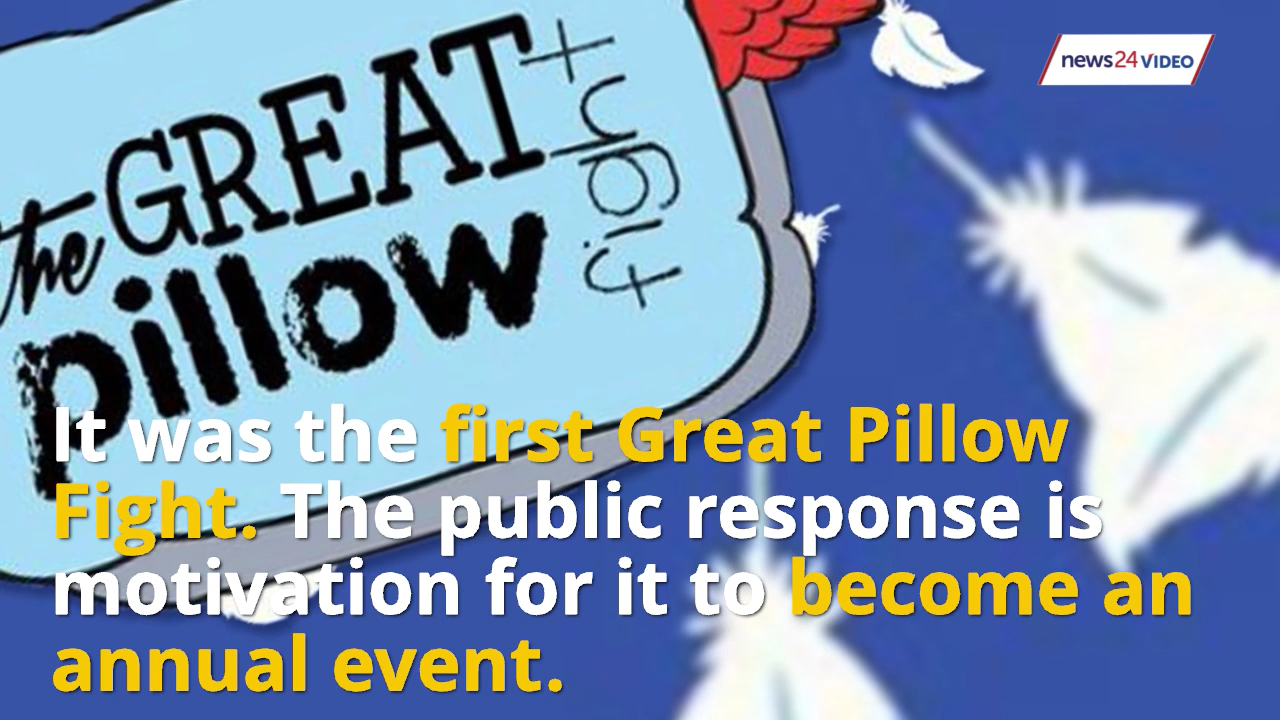 news24 VIDEO
the GREAT
pillow
fight
It was the first Great Pillow
Fight. The public response is
motivation for it to become an
annual event.